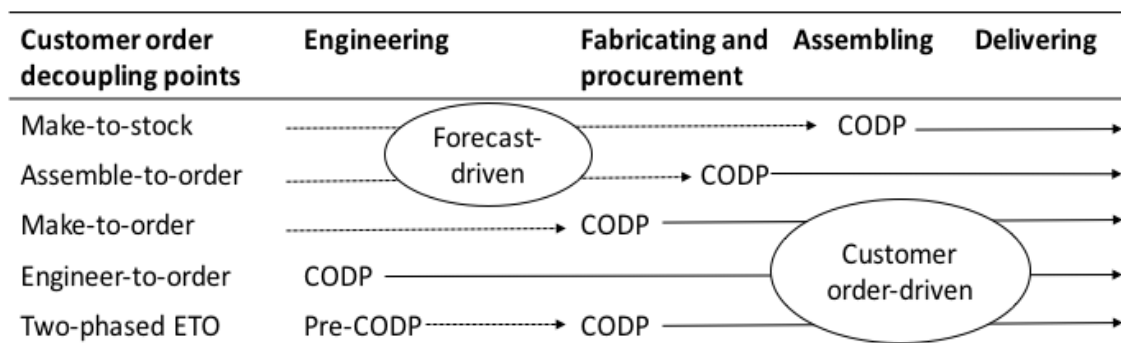 Customer order Engineering Fabricating and Assembling Delivering
decoupling points procurement
Make-to-stock CODP
Forecast-
driven
Assemble-to-order CODP
Make-to-order CODP
Engineer-to-order CODP
Customer
order-driven
Two-phased ETO Pre-CODP CODP